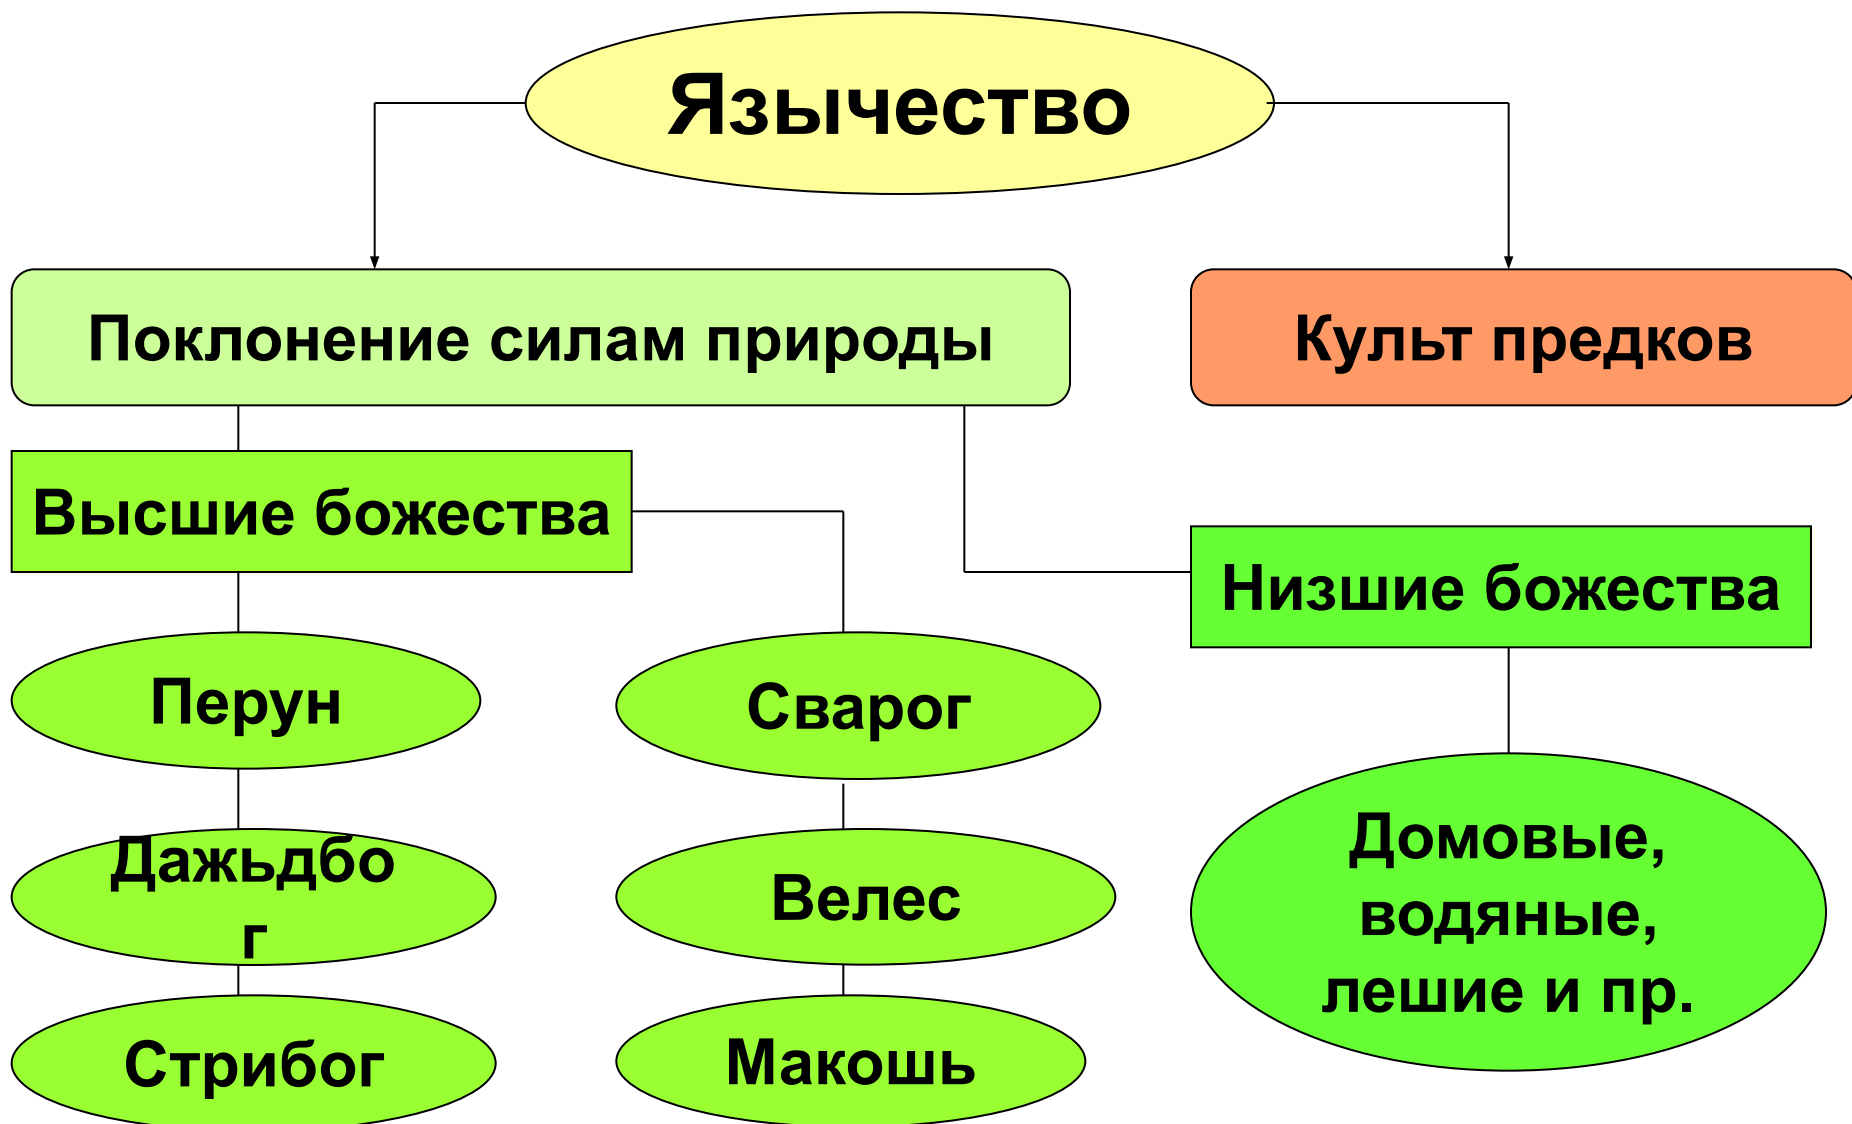 Язычество
Поклонение силам природы
Культ предков
Высшие божества
Низшие божества
Перун
Сварог
Дажьдбо
г
Велес
Домовые,
водяные,
лешие и пр.
Стрибог
Макошь